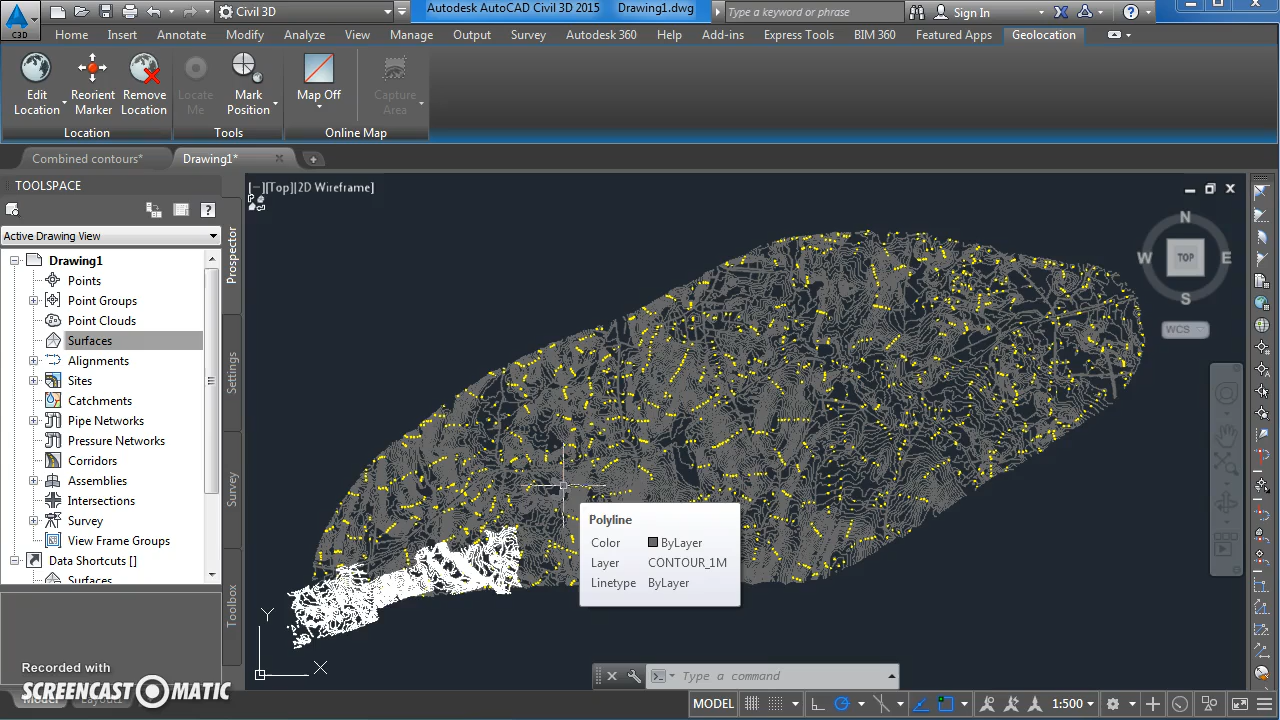 Civil 3D
Autodesk AutoCAD Civil 3D 2015 Drawing1.dwg
Type a keyword or phrase
Sign In
C3D
Home Insert Annotate Modify Analyze View Manage Output Survey Autodesk 360 Help Add-ins Express Tools BIM 360 Featured Apps Geolocation
Edit Location
Reorient Marker
Remove Location
Locate Me
Mark Position
Map Off
Capture Area
Location Tools Online Map
Combined contours* Drawing1*
TOOLSPACE
[−][Top][2D Wireframe]
Active Drawing View
Drawing1
Points
Point Groups
Point Clouds
Surfaces
Alignments
Sites
Catchments
Pipe Networks
Pressure Networks
Corridors
Assemblies
Intersections
Survey
View Frame Groups
Data Shortcuts []
Surfaces
Prospector
Settings
Survey
Toolbox
N
W TOP E
S
WCS
Polyline
Color ByLayer
Layer CONTOUR_1M
Linetype ByLayer
Y
X
Type a command
Recorded with
SCREENCAST-O-MATIC
Model Layout1
MODEL
1:500